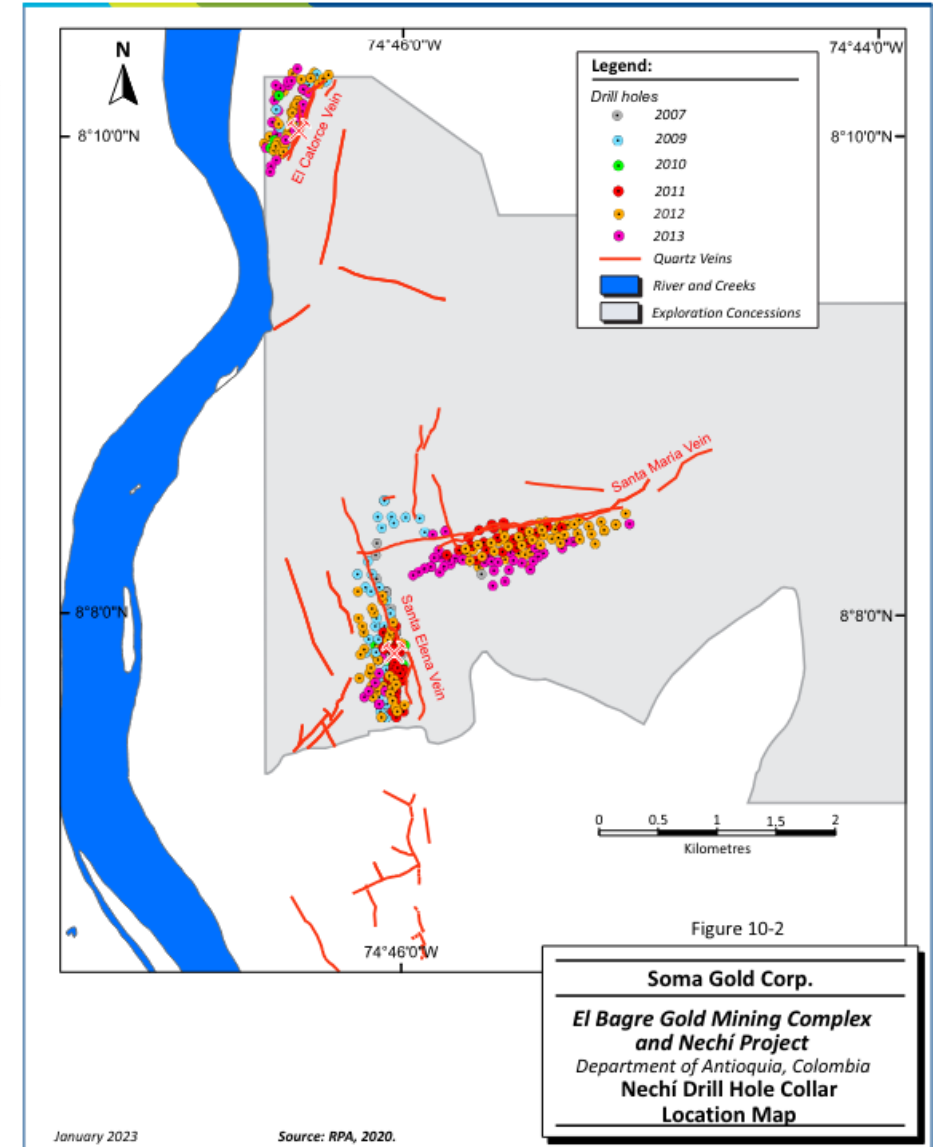 N
74°46'0"W
74°44'0"W
8°10'0"N
8°10'0"N
Legend:
Drill holes
2007
2009
2010
2011
2012
2013
Quartz Veins
River and Creeks
Exploration Concessions
El Catorce Vein
Santa Maria Vein
Santa Elena Vein
8°8'0"N
8°8'0"N
0 0.5 1 1.5 2
Kilometres
74°46'0"W
Figure 10-2
Soma Gold Corp.
El Bagre Gold Mining Complex
and Nechí Project
Department of Antioquia, Colombia
Nechí Drill Hole Collar
Location Map
January 2023
Source: RPA, 2020.